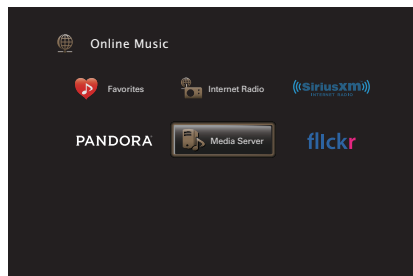 Online Music
Favorites
Internet Radio
((SiriusXM))
INTERNET RADIO
PANDORA
Media Server
flickr